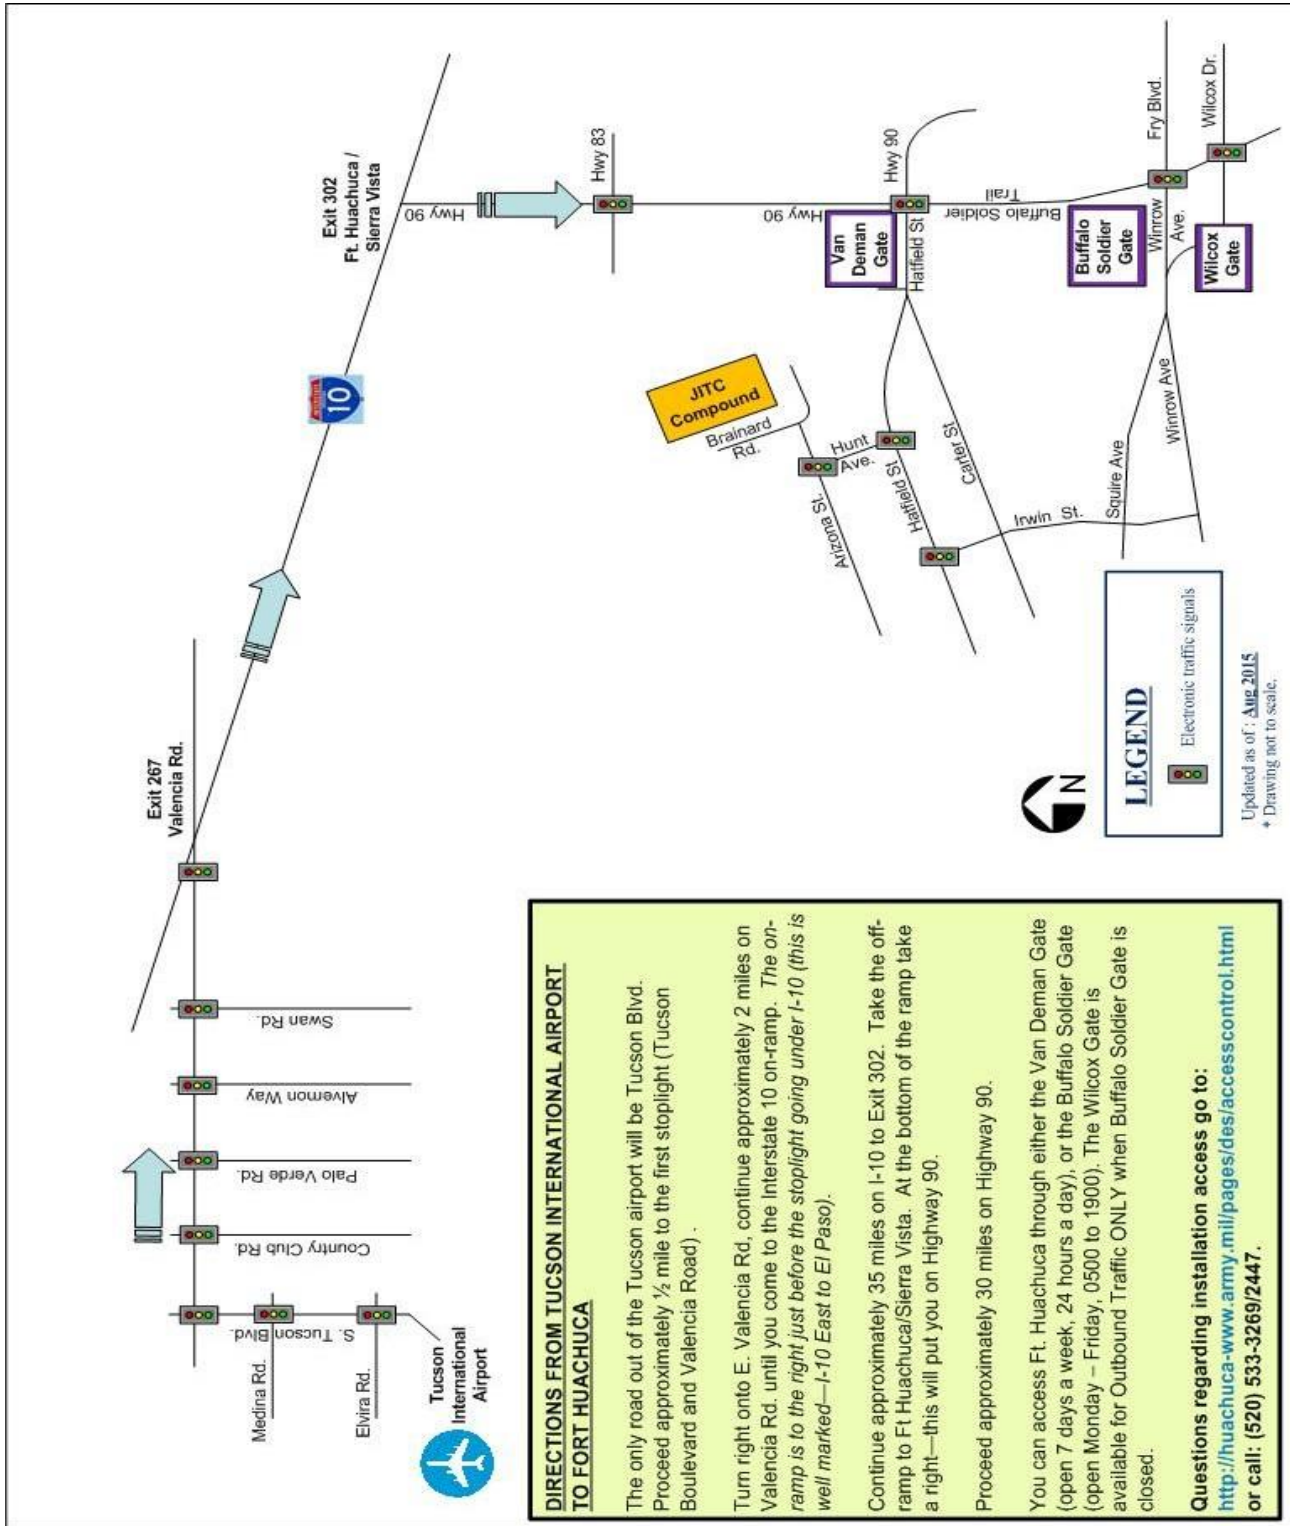 Exit 267
Valencia Rd.
Exit 302
Ft. Huachuca /
Sierra Vista
INTERSTATE
10
S. Tucson Blvd.
Country Club Rd.
Palo Verde Rd.
Alvernon Way
Swan Rd.
Medina Rd.
Elvira Rd.
Tucson
International
Airport
Hwy 90
Hwy 83
Hwy 90
Hwy 90
Van
Deman
Gate
Hatfield St
Buffalo Soldier
Trail
Buffalo
Soldier
Gate
Winrow
Ave.
Fry Blvd.
Wilcox Dr.
Wilcox
Gate
JITC
Compound
Brainard
Rd.
Hunt
Ave.
Arizona St.
Hatfield St.
Carter St
Irwin St.
Squire Ave
Winrow Ave
N
LEGEND
Electronic traffic signals
Updated as of : Aug 2015
* Drawing not to scale.
DIRECTIONS FROM TUCSON INTERNATIONAL AIRPORT
TO FORT HUACHUCA
The only road out of the Tucson airport will be Tucson Blvd.
Proceed approximately ½ mile to the first stoplight (Tucson
Boulevard and Valencia Road) .
Turn right onto E. Valencia Rd, continue approximately 2 miles on
Valencia Rd. until you come to the Interstate 10 on-ramp. The on-
ramp is to the right just before the stoplight going under I-10 (this is
well marked—I-10 East to El Paso).
Continue approximately 35 miles on I-10 to Exit 302. Take the off-
ramp to Ft Huachuca/Sierra Vista. At the bottom of the ramp take
a right—this will put you on Highway 90.
Proceed approximately 30 miles on Highway 90.
You can access Ft. Huachuca through either the Van Deman Gate
(open 7 days a week, 24 hours a day), or the Buffalo Soldier Gate
(open Monday – Friday, 0500 to 1900). The Wilcox Gate is
available for Outbound Traffic ONLY when Buffalo Soldier Gate is
closed.
Questions regarding installation access go to:
http://huachuca-www.army.mil/pages/des/accesscontrol.html
or call: (520) 533-3269/2447.